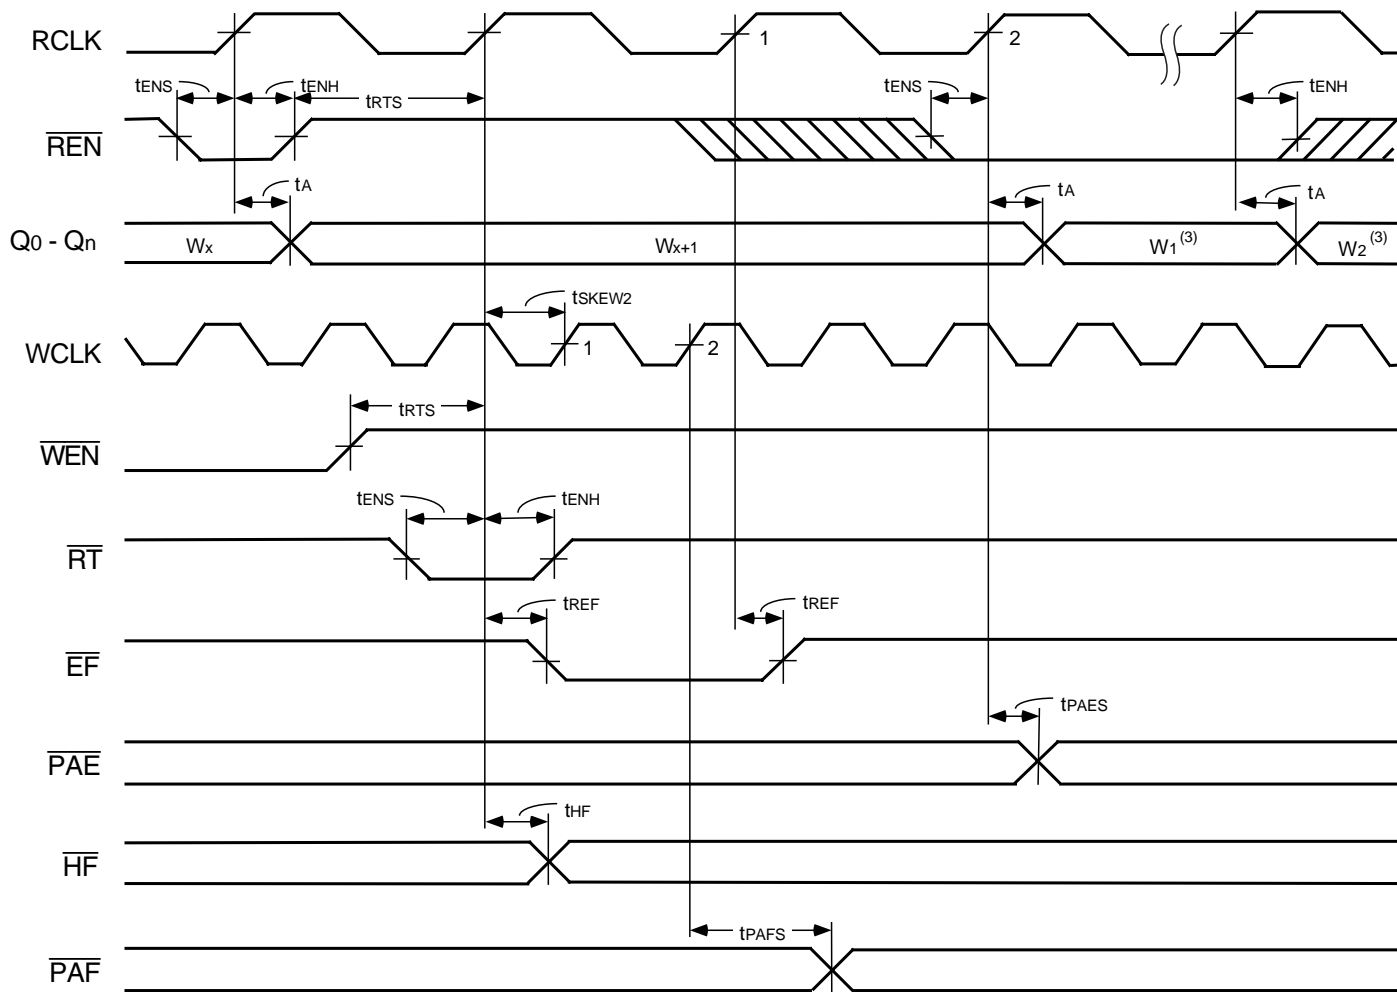 RCLK 1 2
tENS tENH tRTS tENS tENH
REN
tA tA tA
Q0 - Qn Wx Wx+1 W1(3) W2(3)
tSKEW2
WCLK 1 2
tRTS
WEN
tENS tENH
RT
tREF tREF
EF
tPAES
PAE
tHF
HF
tPAFS
PAF